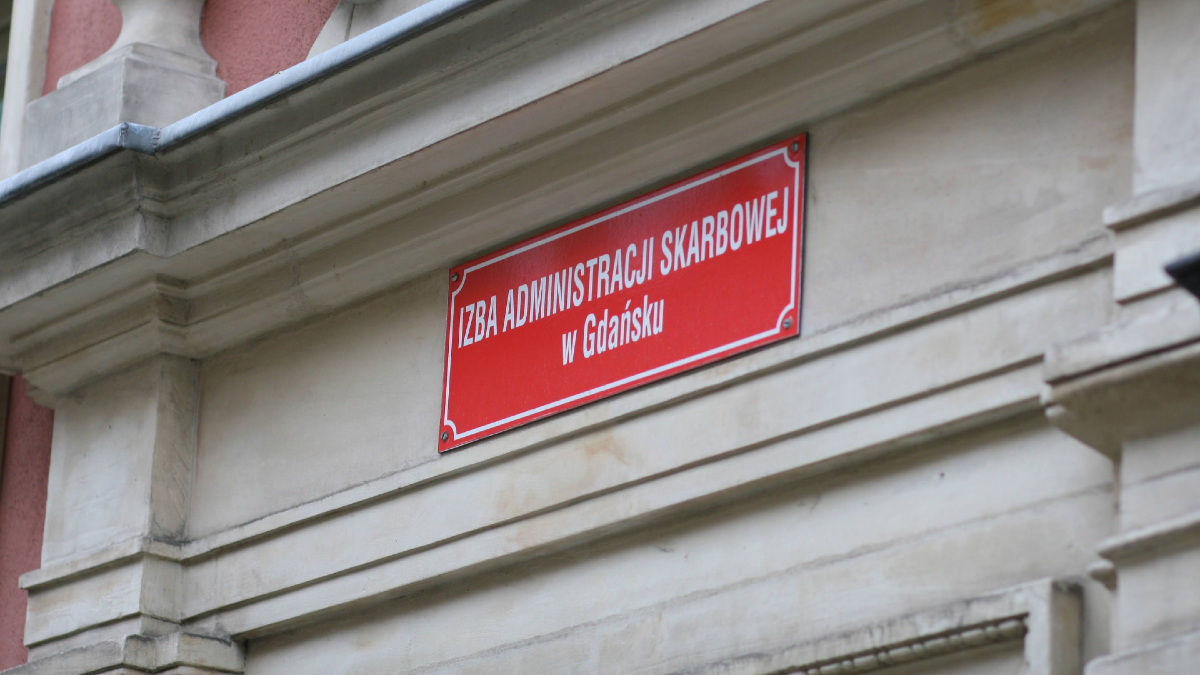 IZBA ADMINISTRACJI SKARBOWEJ
w Gdańsku